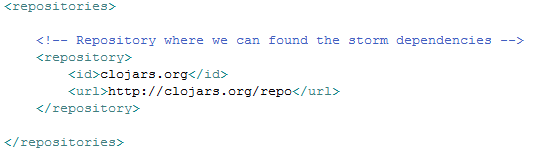 <repositories>
<!-- Repository where we can found the storm dependencies -->
<repository>
<id>clojars.org</id>
<url>http://clojars.org/repo</url>
</repository>
</repositories>